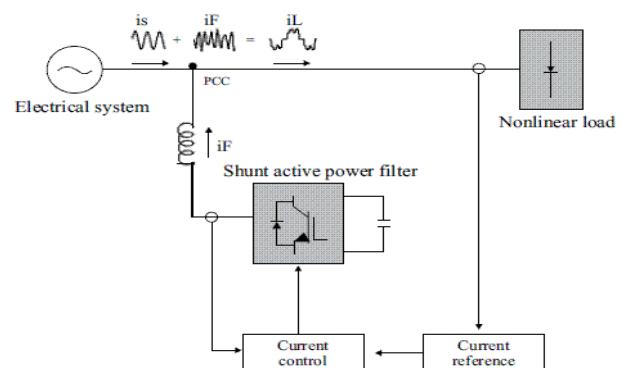 is + iF = iL
PCC
Electrical system
Nonlinear load
iF
Shunt active power filter
Current
control
Current
reference